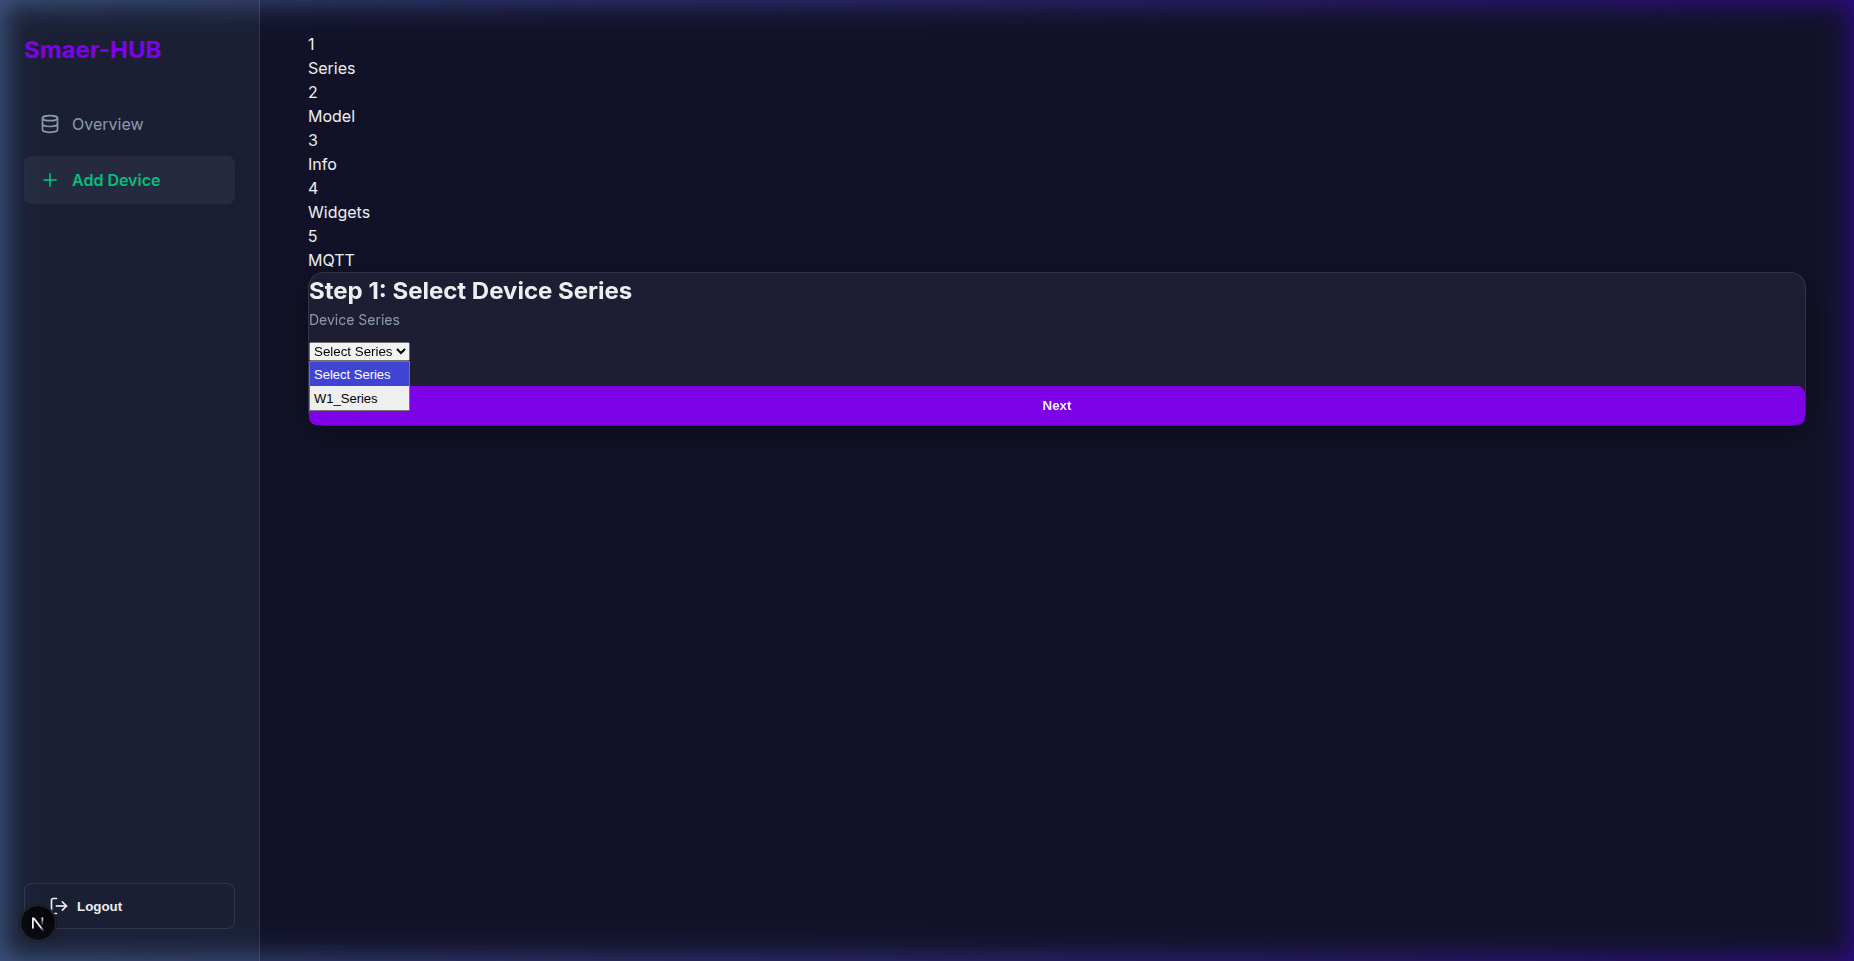 Smaer-HUB
Overview
Add Device
1
Series
2
Model
3
Info
4
Widgets
5
MQTT
Step 1: Select Device Series
Device Series
Select Series
Select Series
W1_Series
Next
Logout
N